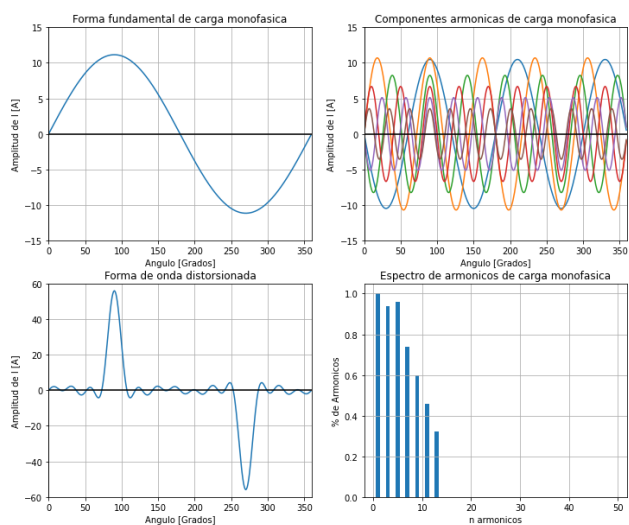 Forma fundamental de carga monofasica
15
10
5
0
−5
−10
−15
Amplitud de I [A]
0 50 100 150 200 250 300 350
Angulo [Grados]
Componentes armonicas de carga monofasica
15
10
5
0
−5
−10
−15
Amplitud de I [A]
0 50 100 150 200 250 300 350
Angulo [Grados]
Forma de onda distorsionada
60
40
20
0
−20
−40
−60
Amplitud de I [A]
0 50 100 150 200 250 300 350
Angulo [Grados]
Espectro de armonicos de carga monofasica
1.0
0.8
0.6
0.4
0.2
0.0
% de Armonicos
0 10 20 30 40 50
n armonicos